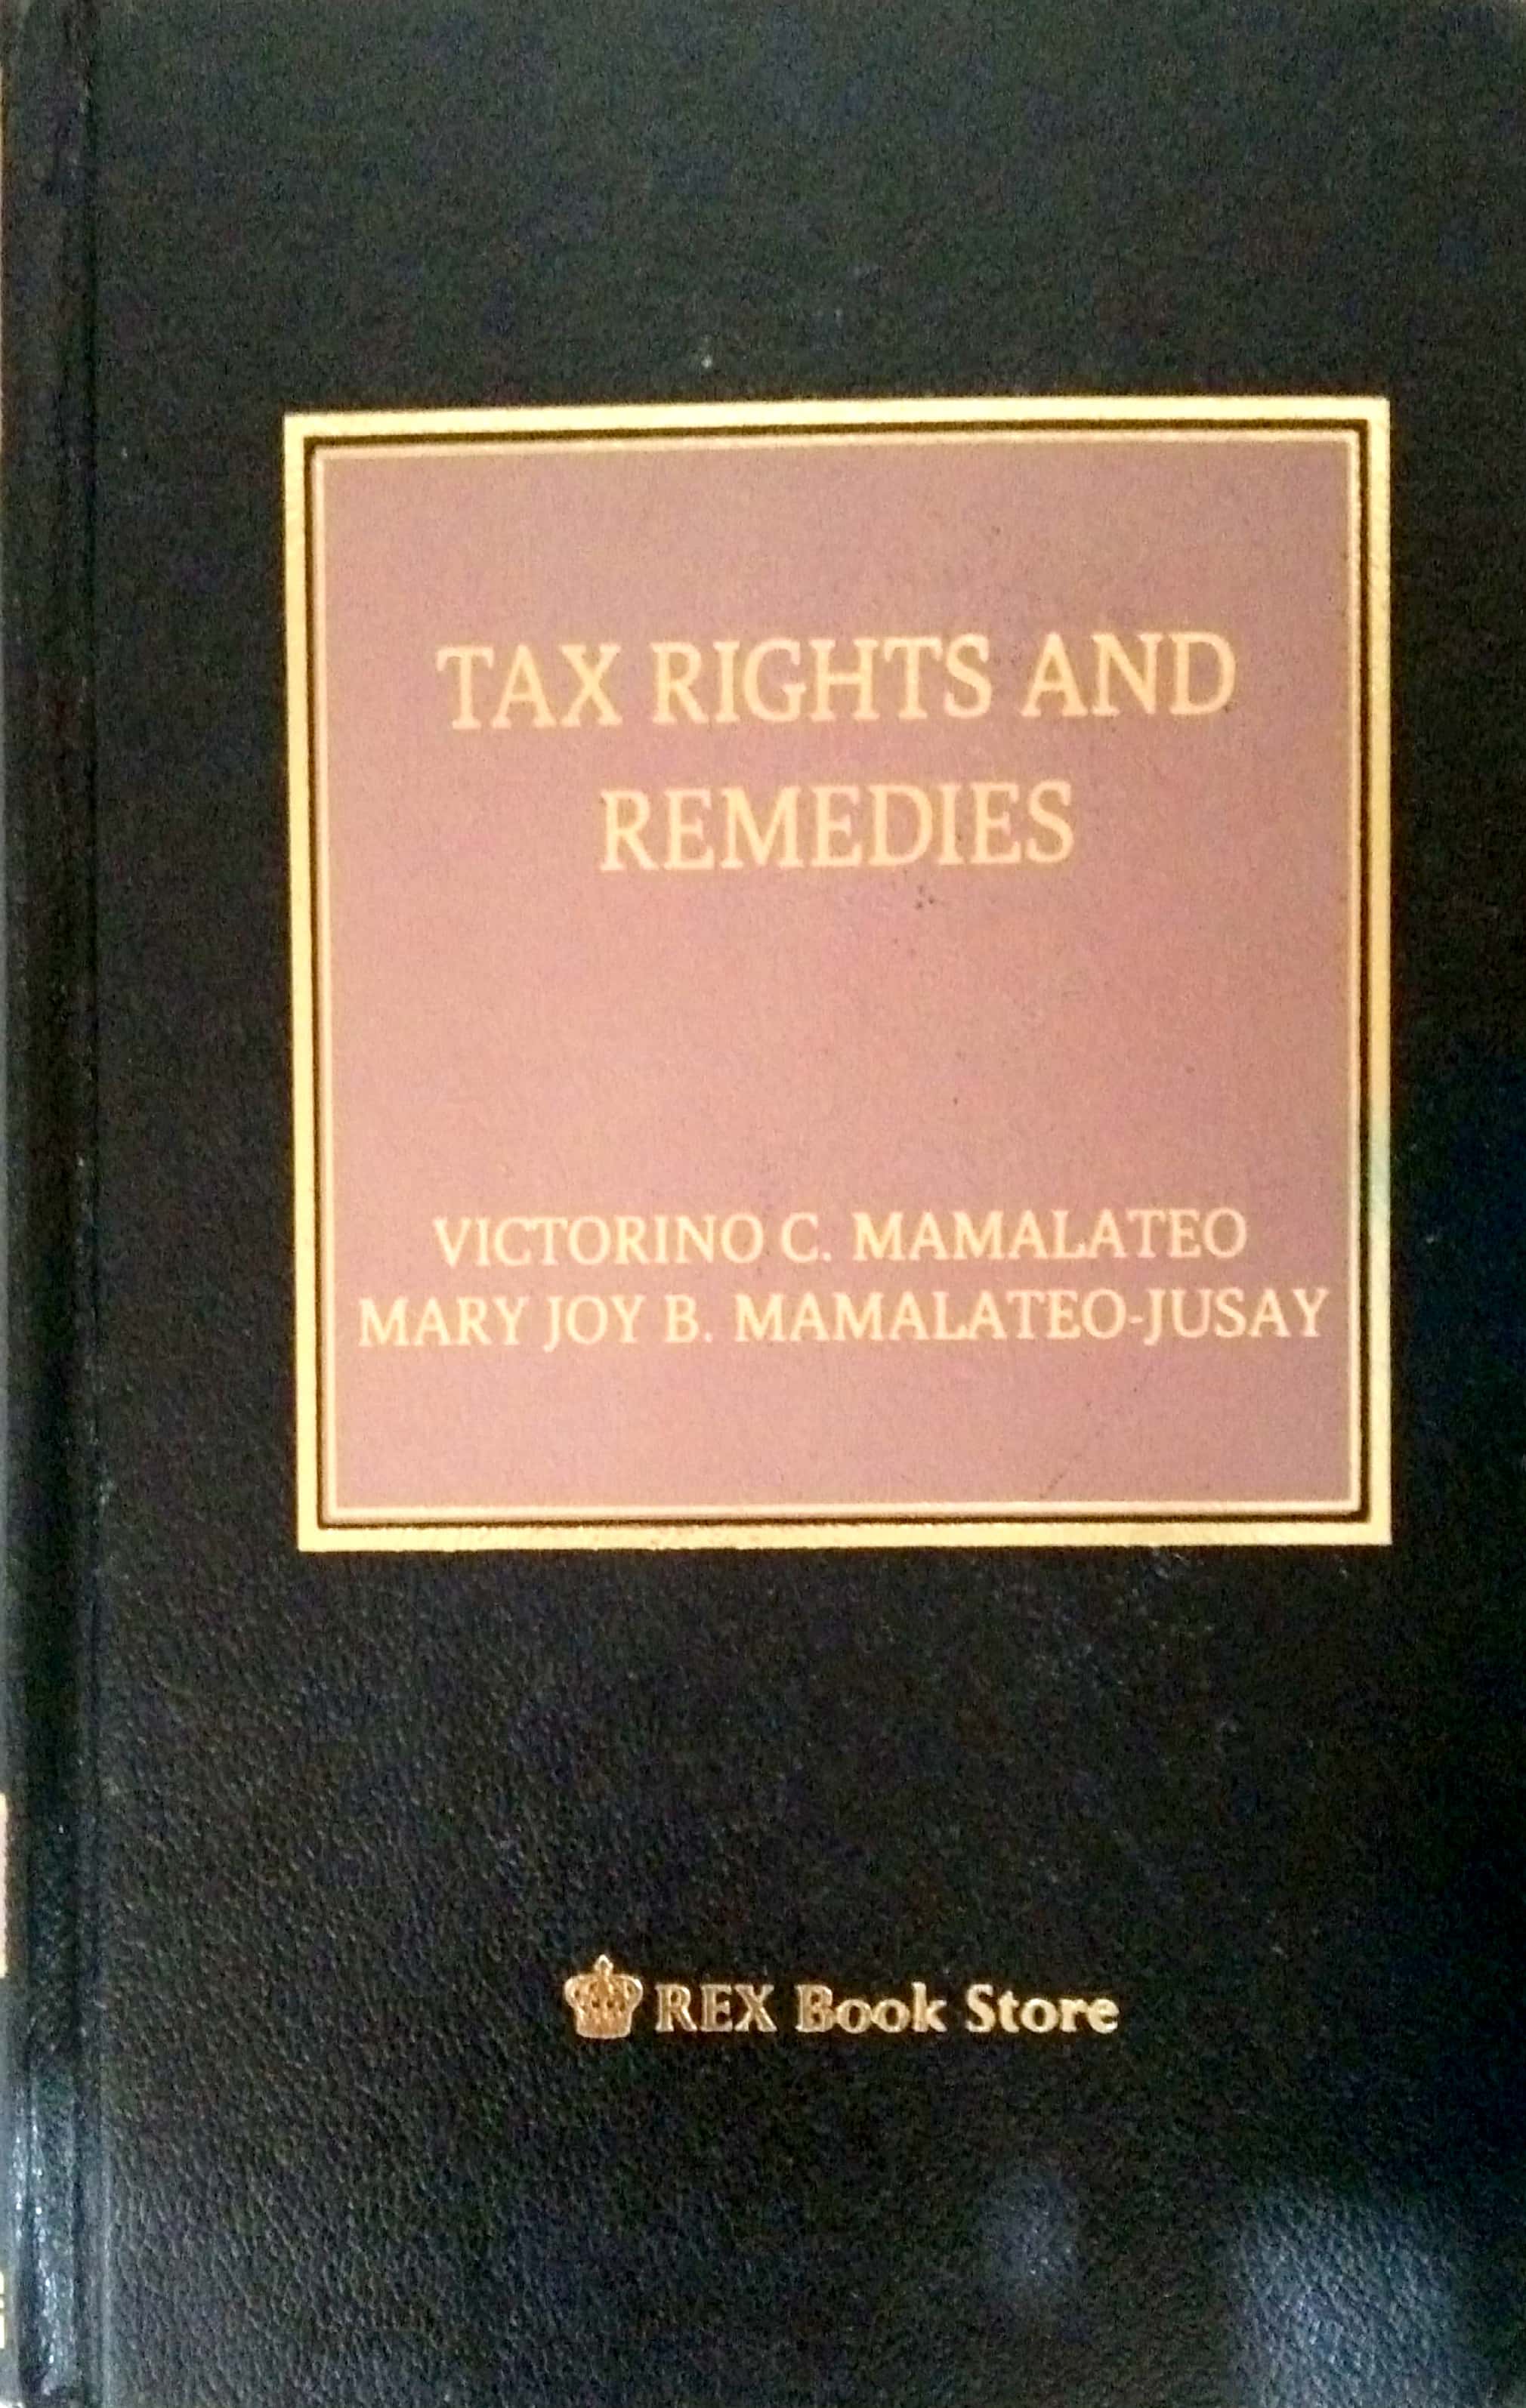 TAX RIGHTS AND
REMEDIES
VICTORINO C. MAMALATEO
MARY JOY B. MAMALATEO-JUSAY
REX Book Store